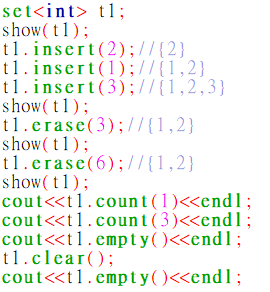 set<int> t1;
show(t1);
t1.insert(2);//{2}
t1.insert(1);//{1,2}
t1.insert(3);//{1,2,3}
show(t1);
t1.erase(3);//{1,2}
show(t1);
t1.erase(6);//{1,2}
show(t1);
cout<<t1.count(1)<<endl;
cout<<t1.count(3)<<endl;
cout<<t1.empty()<<endl;
t1.clear();
cout<<t1.empty()<<endl;